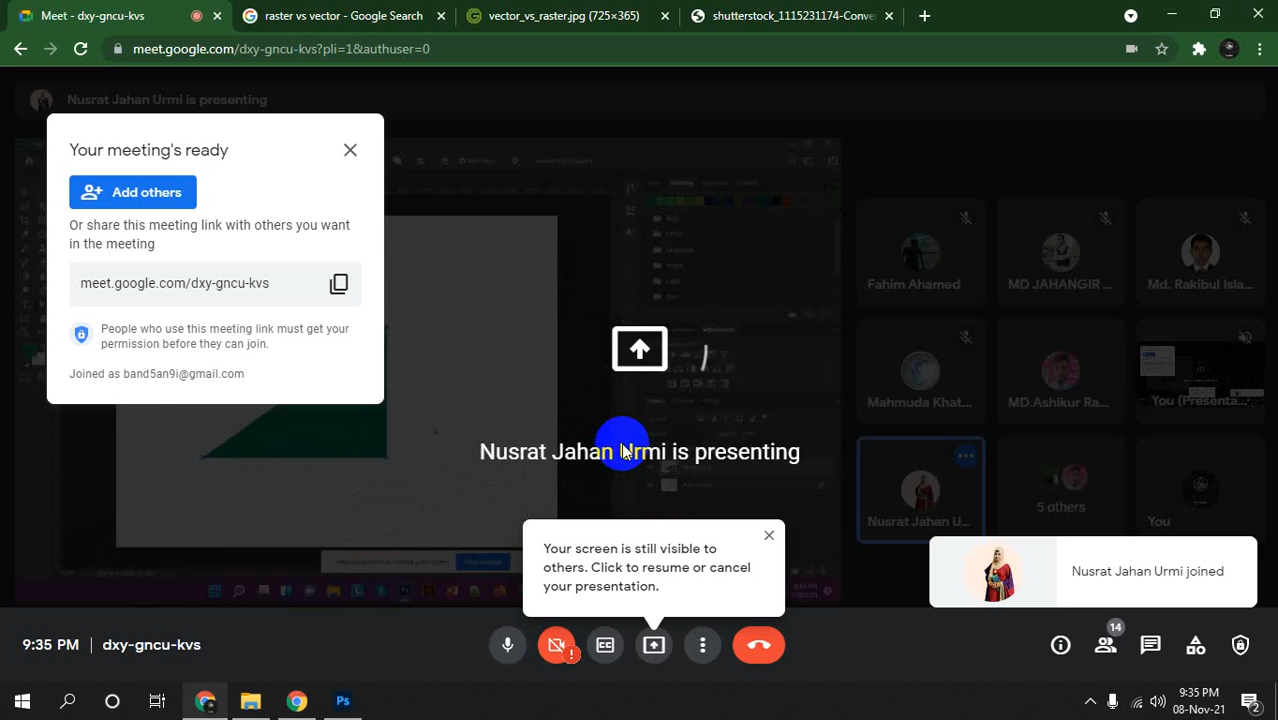 Meet - dxy-gncu-kvs
raster vs vector - Google Search
vector_vs_raster.jpg (725×365)
shutterstock_1115231174-Conve
meet.google.com/dxy-gncu-kvs?pli=1&authuser=0
Nusrat Jahan Urmi is presenting
Your meeting's ready
Add others
Or share this meeting link with others you want
in the meeting
meet.google.com/dxy-gncu-kvs
People who use this meeting link must get your
permission before they can join.
Joined as band5an9i@gmail.com
Nusrat Jahan Urmi is presenting
Fahim Ahamed
MD JAHANGIR ...
Md. Rakibul Isla...
Mahmuda Khat...
MD.Ashikur Ra...
You (Presenta...
Nusrat Jahan U...
5 others
You
Your screen is still visible to
others. Click to resume or cancel
your presentation.
Nusrat Jahan Urmi joined
9:35 PM | dxy-gncu-kvs
CC
14
Ps
9:35 PM
08-Nov-21
2